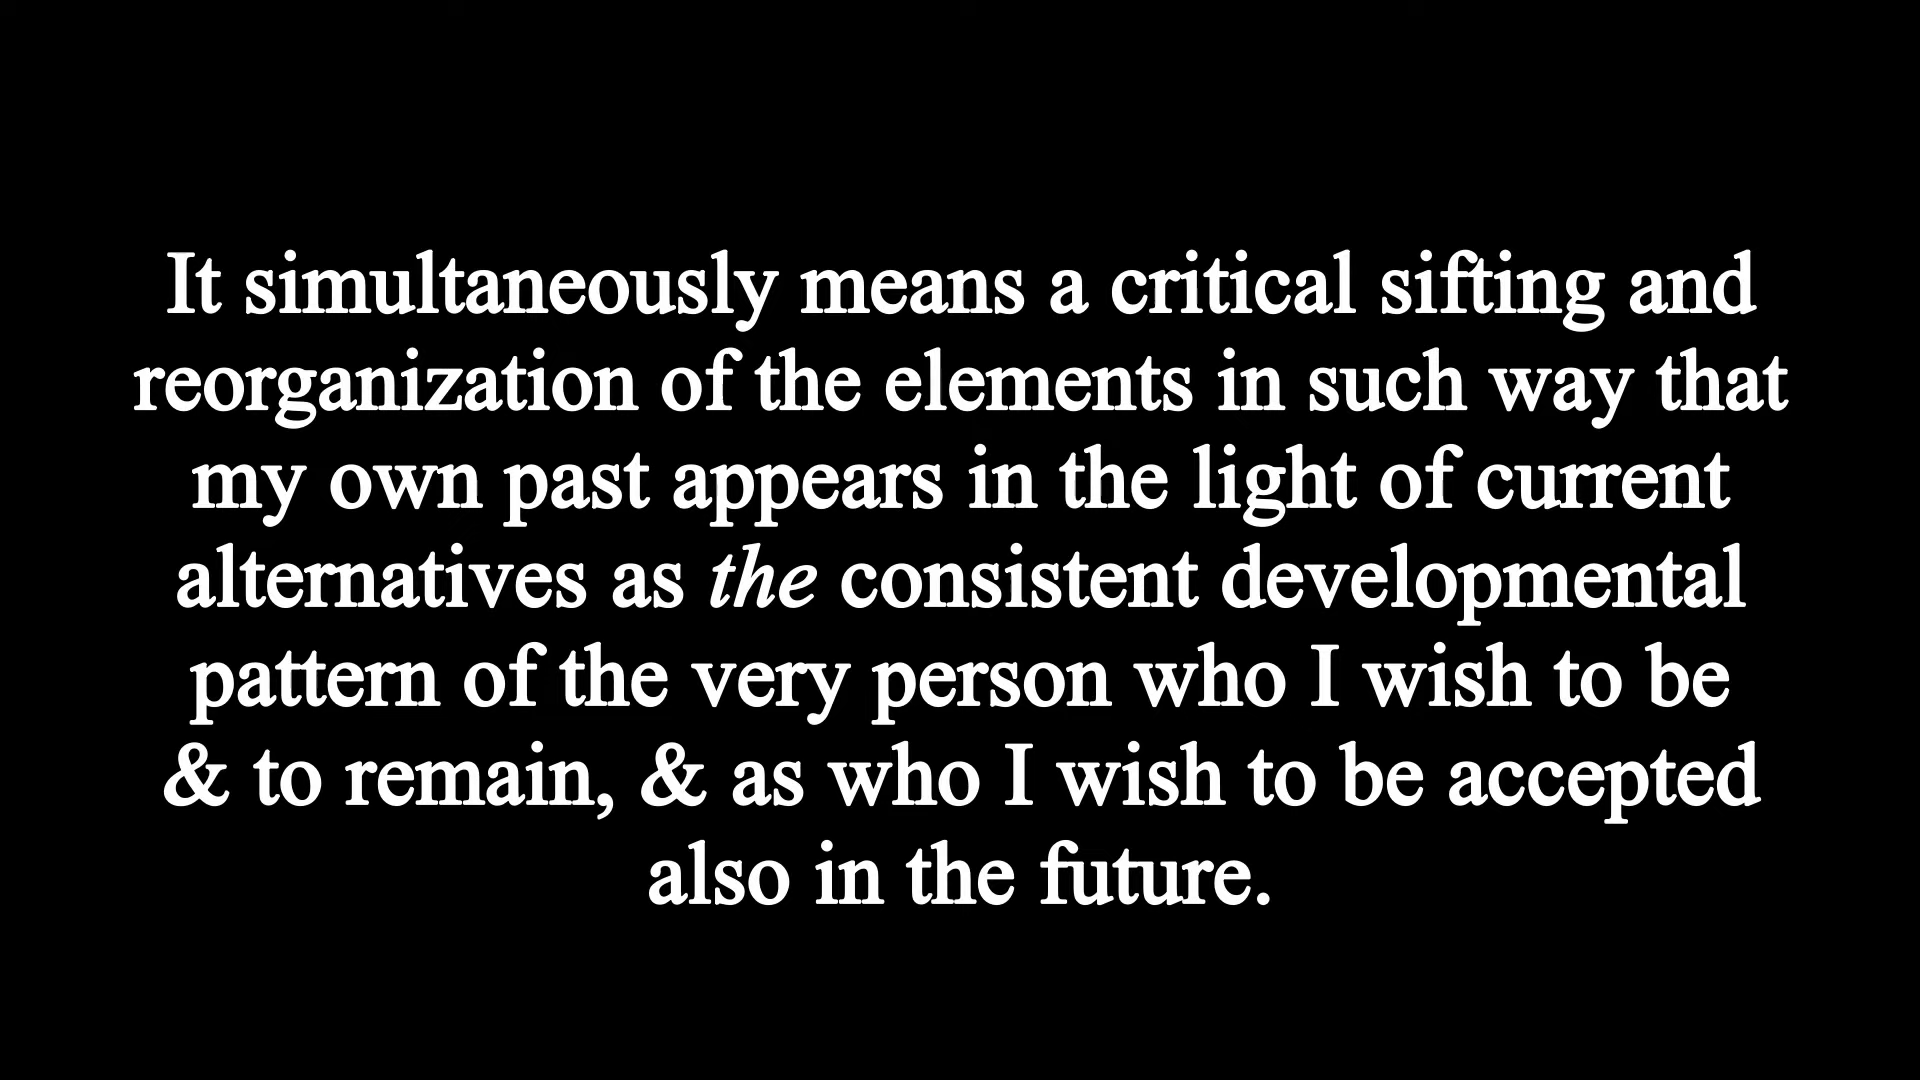 It simultaneously means a critical sifting and
reorganization of the elements in such way that
my own past appears in the light of current
alternatives as the consistent developmental
pattern of the very person who I wish to be
& to remain, & as who I wish to be accepted
also in the future.